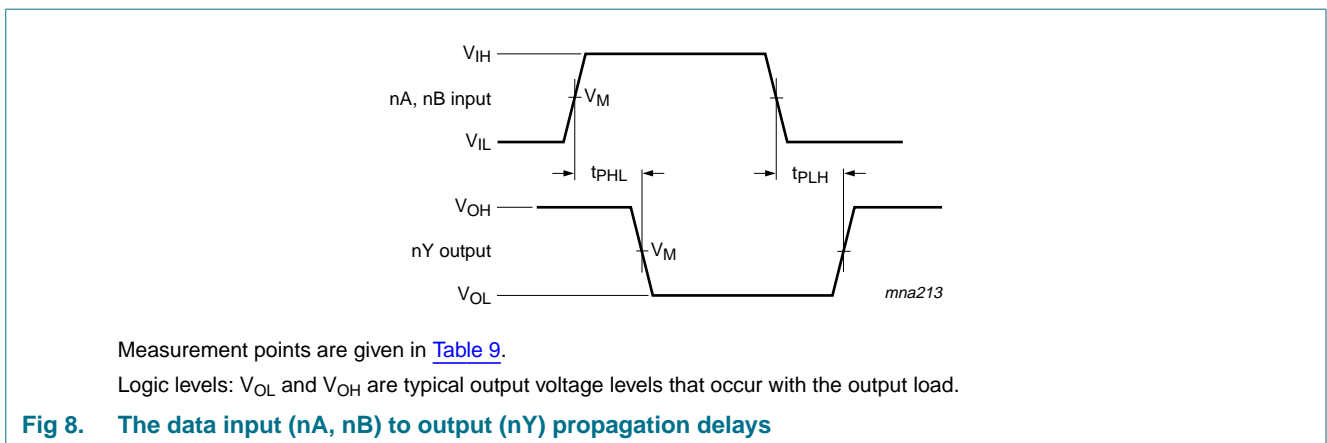 VIH
nA, nB input
VM
VIL
tPHL
tPLH
VOH
nY output
VM
VOL
mna213
Measurement points are given in Table 9.
Logic levels: VOL and VOH are typical output voltage levels that occur with the output load.
Fig 8. The data input (nA, nB) to output (nY) propagation delays